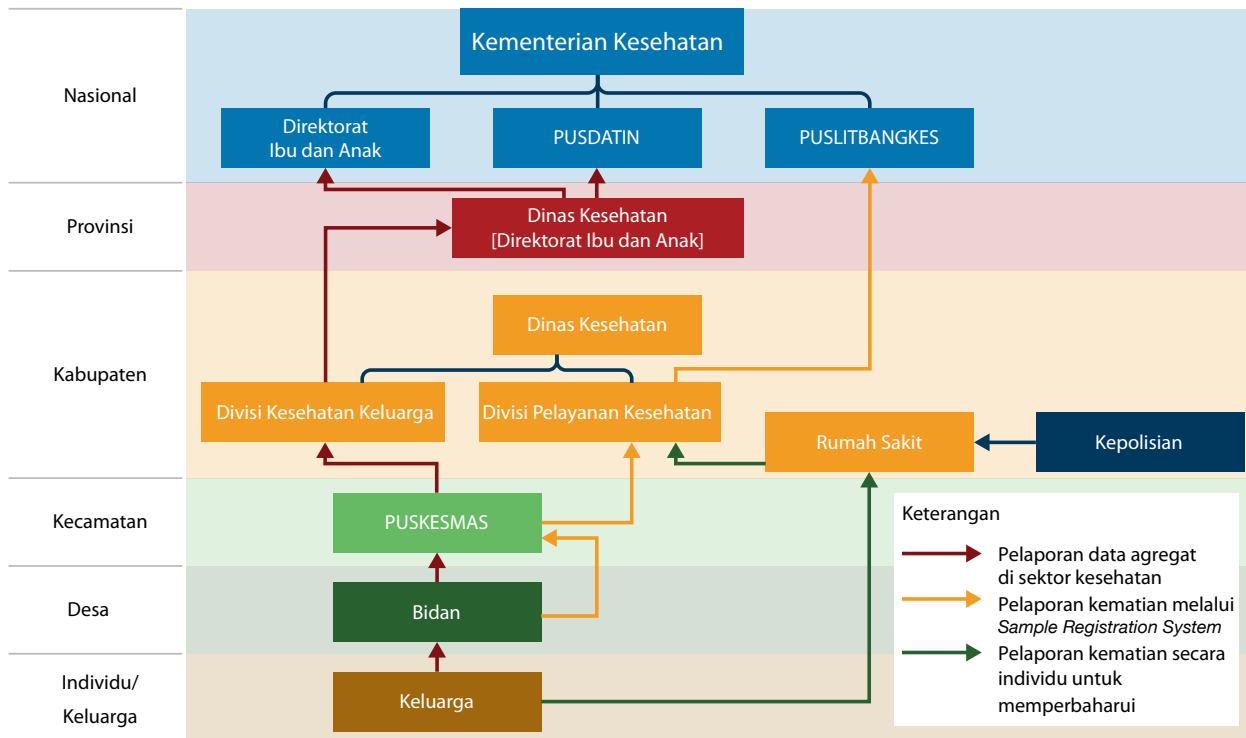 Nasional
Kementerian Kesehatan
Direktorat
Ibu dan Anak
PUSDATIN
PUSLITBANGKES
Provinsi
Dinas Kesehatan
[Direktorat Ibu dan Anak]
Kabupaten
Dinas Kesehatan
Divisi Kesehatan Keluarga
Divisi Pelayanan Kesehatan
Rumah Sakit
Kepolisian
Kecamatan
PUSKESMAS
Desa
Bidan
Individu/
Keluarga
Keluarga
Keterangan
Pelaporan data agregat
di sektor kesehatan
Pelaporan kematian melalui
Sample Registration System
Pelaporan kematian secara
individu untuk
memperbaharui